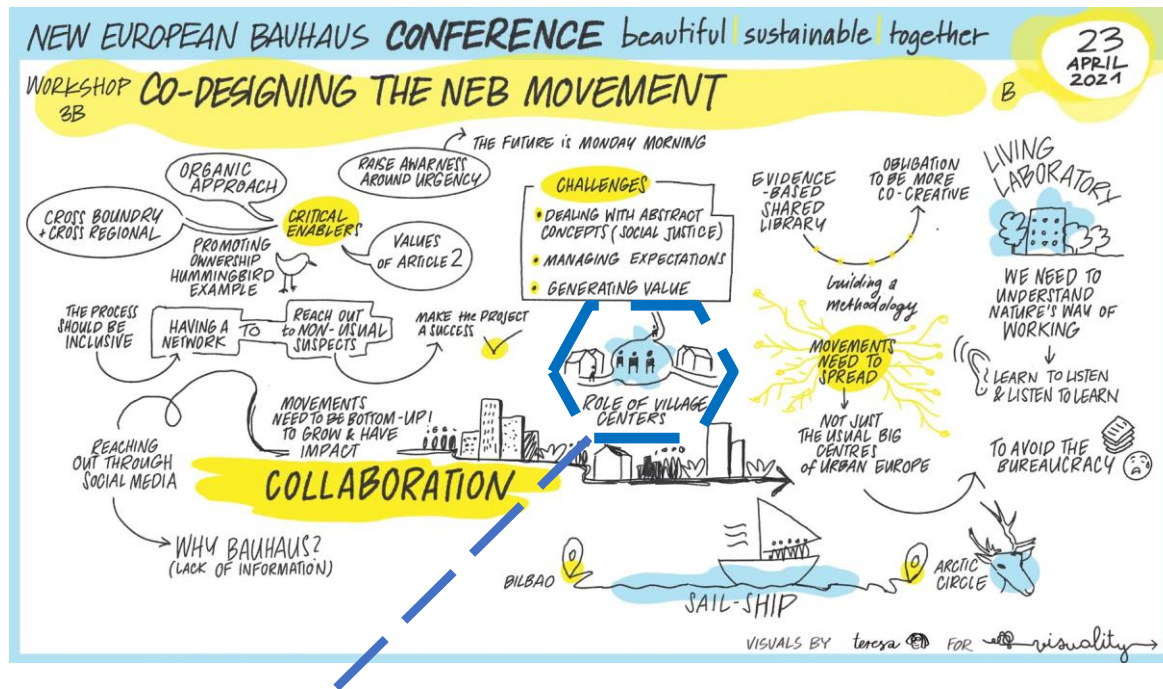 NEW EUROPEAN BAUHAUS CONFERENCE beautiful | sustainable | together
23
APRIL
2021
WORKSHOP
3B
CO-DESIGNING THE NEB MOVEMENT
B
THE FUTURE IS MONDAY MORNING
RAISE AWARNESS
AROUND URGENCY
ORGANIC
APPROACH
CROSS BOUNDRY
+ CROSS REGIONAL
CRITICAL
ENABLERS
PROMOTING
OWNERSHIP
HUMMINGBIRD
EXAMPLE
VALUES
OF ARTICLE 2
THE PROCESS
SHOULD BE
INCLUSIVE
HAVING A
NETWORK
TO
REACH OUT
to NON-USUAL
SUSPECTS
MAKE the PROJECT
A SUCCESS
CHALLENGES
DEALING WITH ABSTRACT
CONCEPTS (SOCIAL JUSTICE)
MANAGING EXPECTATIONS
GENERATING VALUE
ROLE OF VILLAGE
CENTERS
EVIDENCE
-BASED
SHARED
LIBRARY
OBLIGATION
TO BE MORE
CO-CREATIVE
building a
methodology
MOVEMENTS
NEED TO
SPREAD
NOT JUST
THE USUAL BIG
CENTRES
of URBAN EUROPE
LIVING
LABORATORY
WE NEED TO
UNDERSTAND
NATURE'S WAY OF
WORKING
LEARN TO LISTEN
& LISTEN TO LEARN
TO AVOID THE
BUREAUCRACY
REACHING
OUT THROUGH
SOCIAL MEDIA
MOVEMENTS
NEED TO BE BOTTOM-UP!
TO GROW & HAVE
IMPACT
COLLABORATION
WHY BAUHAUS?
(LACK OF INFORMATION)
BILBAO
SAIL-SHIP
ARCTIC
CIRCLE
VISUALS BY teresa FOR visuality